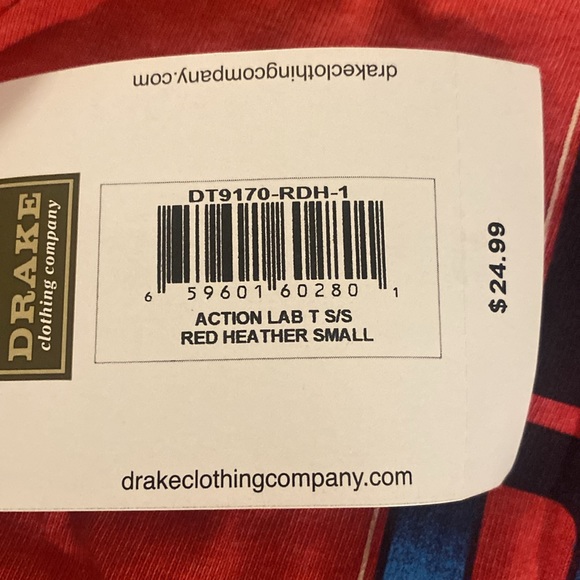 drakeclothingcompany.com
DRAKE
clothing company
DT9170-RDH-1
6 59601 60280 1
ACTION LAB T S/S
RED HEATHER SMALL
$24.99
drakeclothingcompany.com